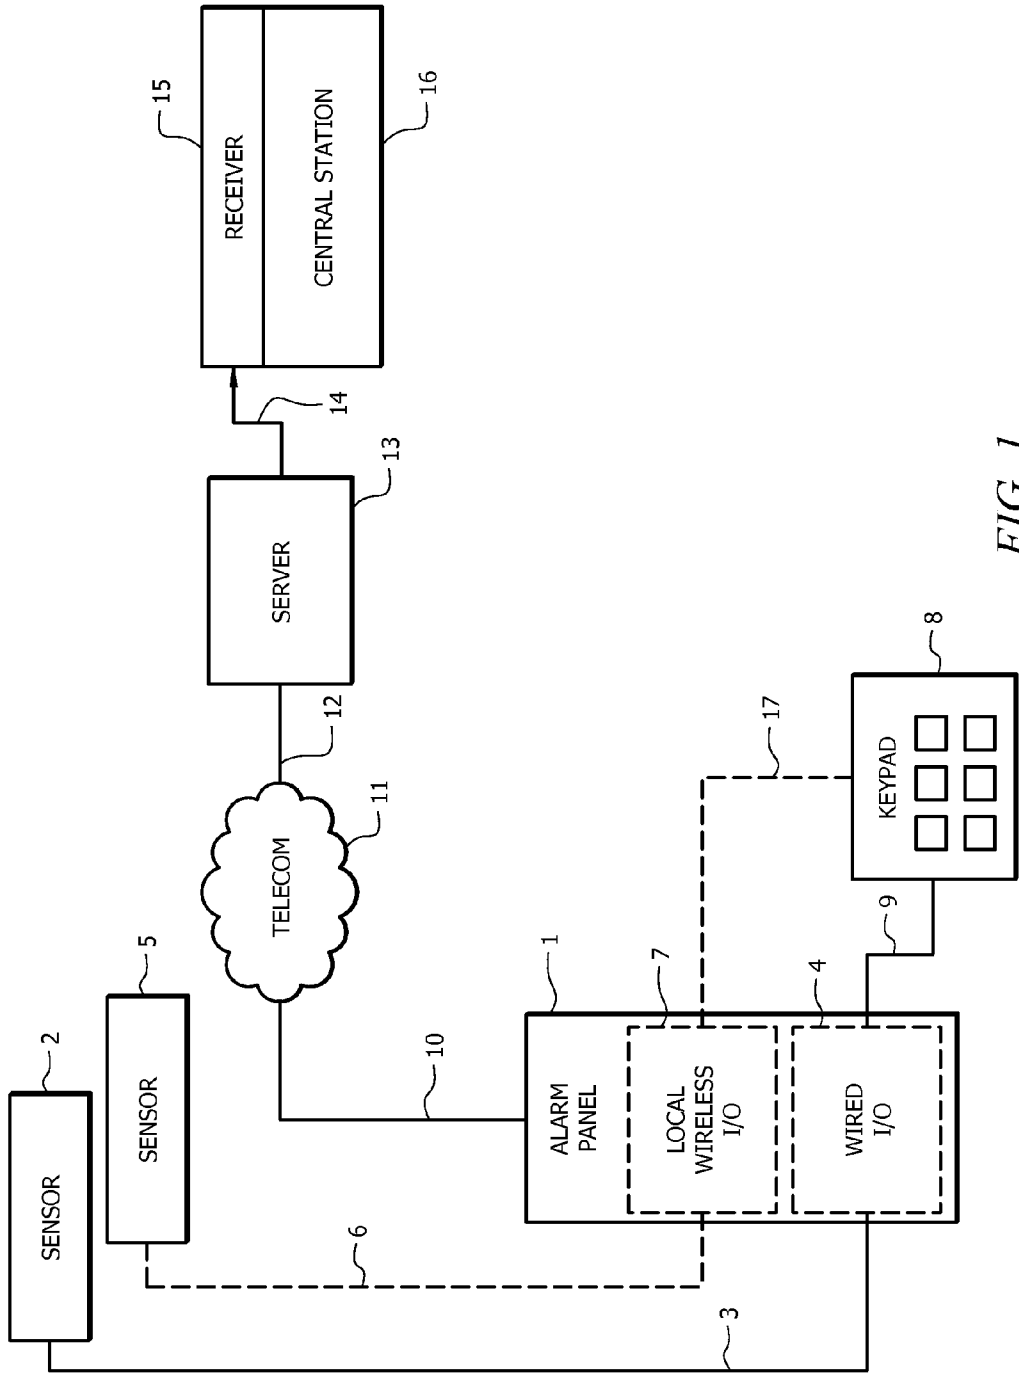 SENSOR
2
SENSOR
5
15
RECEIVER
CENTRAL STATION
16
14
SERVER
13
12
TELECOM
11
10
6
ALARM
PANEL
1
LOCAL
WIRELESS
I/O
7
WIRED
I/O
4
3
17
9
KEYPAD
8
FIG. 1